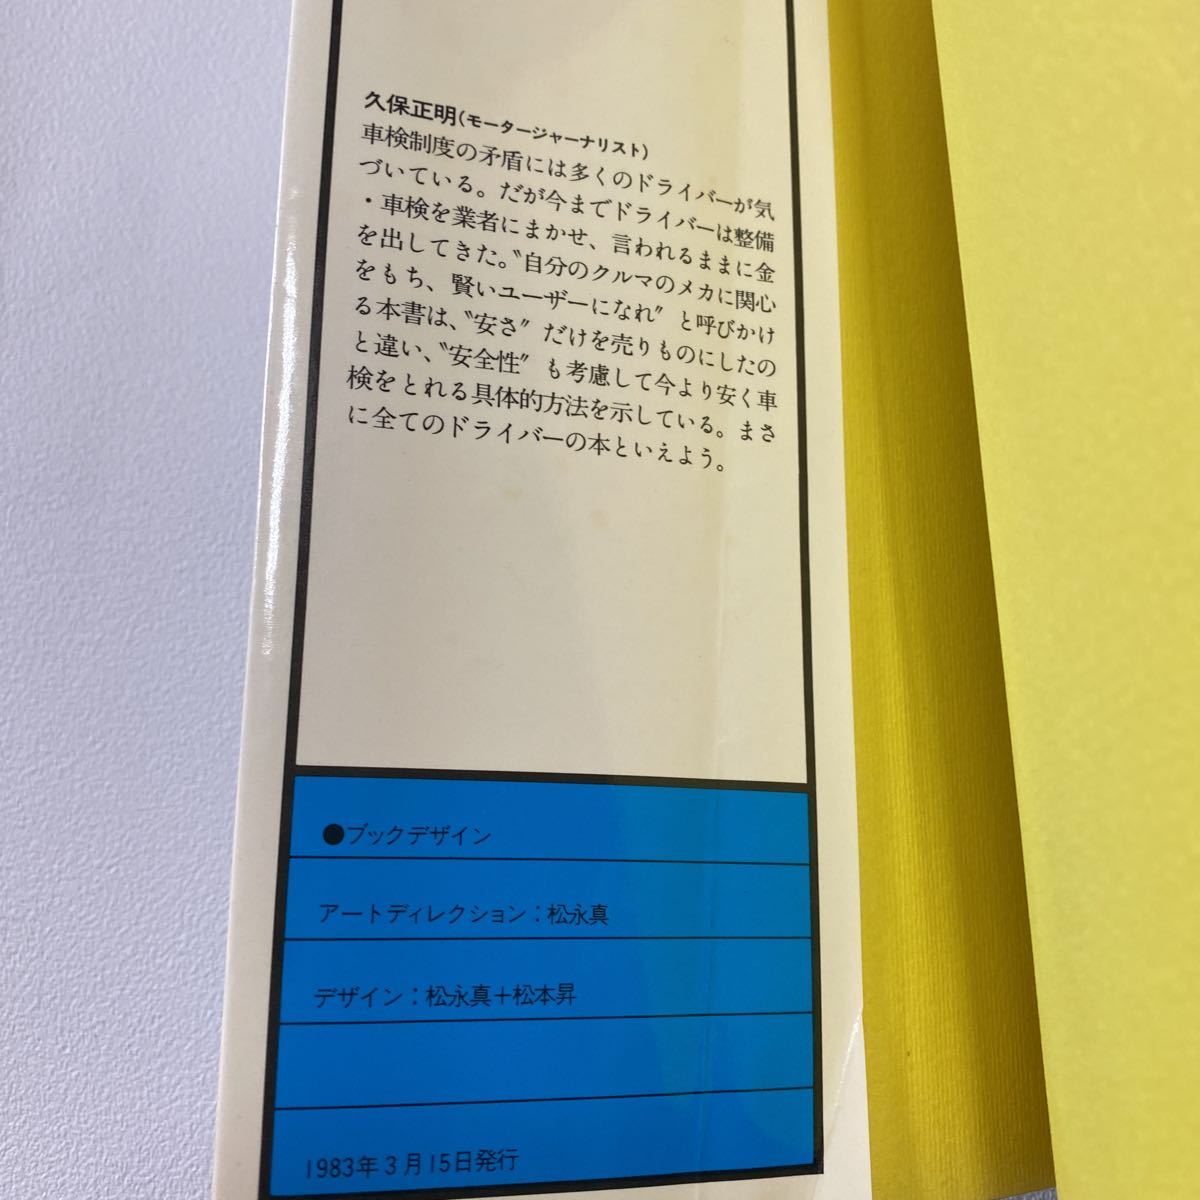 久保正明(モータージャーナリスト)
車検制度の矛盾には多くのドライバーが気
づいている。だが今までドライバーは整備
・車検を業者にまかせ、言われるままに金
を出してきた。〝自分のクルマのメカに関心
をもち、賢いユーザーになれ〟と呼びかけ
る本書は、〝安さ〟だけを売りものにしたの
と違い、〝安全性〟も考慮して今より安く車
検をとれる具体的方法を示している。まさ
に全てのドライバーの本といえよう。
●ブックデザイン
アートディレクション:松永真
デザイン:松永真+松本昇
1983年3月15日発行